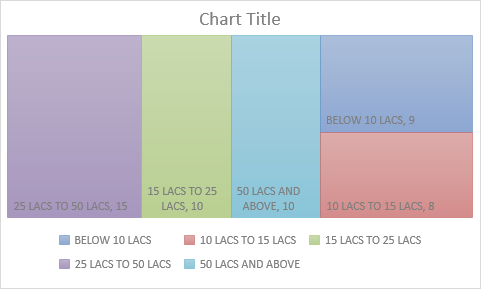 Chart Title
BELOW 10 LACS, 9
25 LACS TO 50 LACS, 15
15 LACS TO 25
LACS, 10
50 LACS AND
ABOVE, 10
10 LACS TO 15 LACS, 8
BELOW 10 LACS
10 LACS TO 15 LACS
15 LACS TO 25 LACS
25 LACS TO 50 LACS
50 LACS AND ABOVE